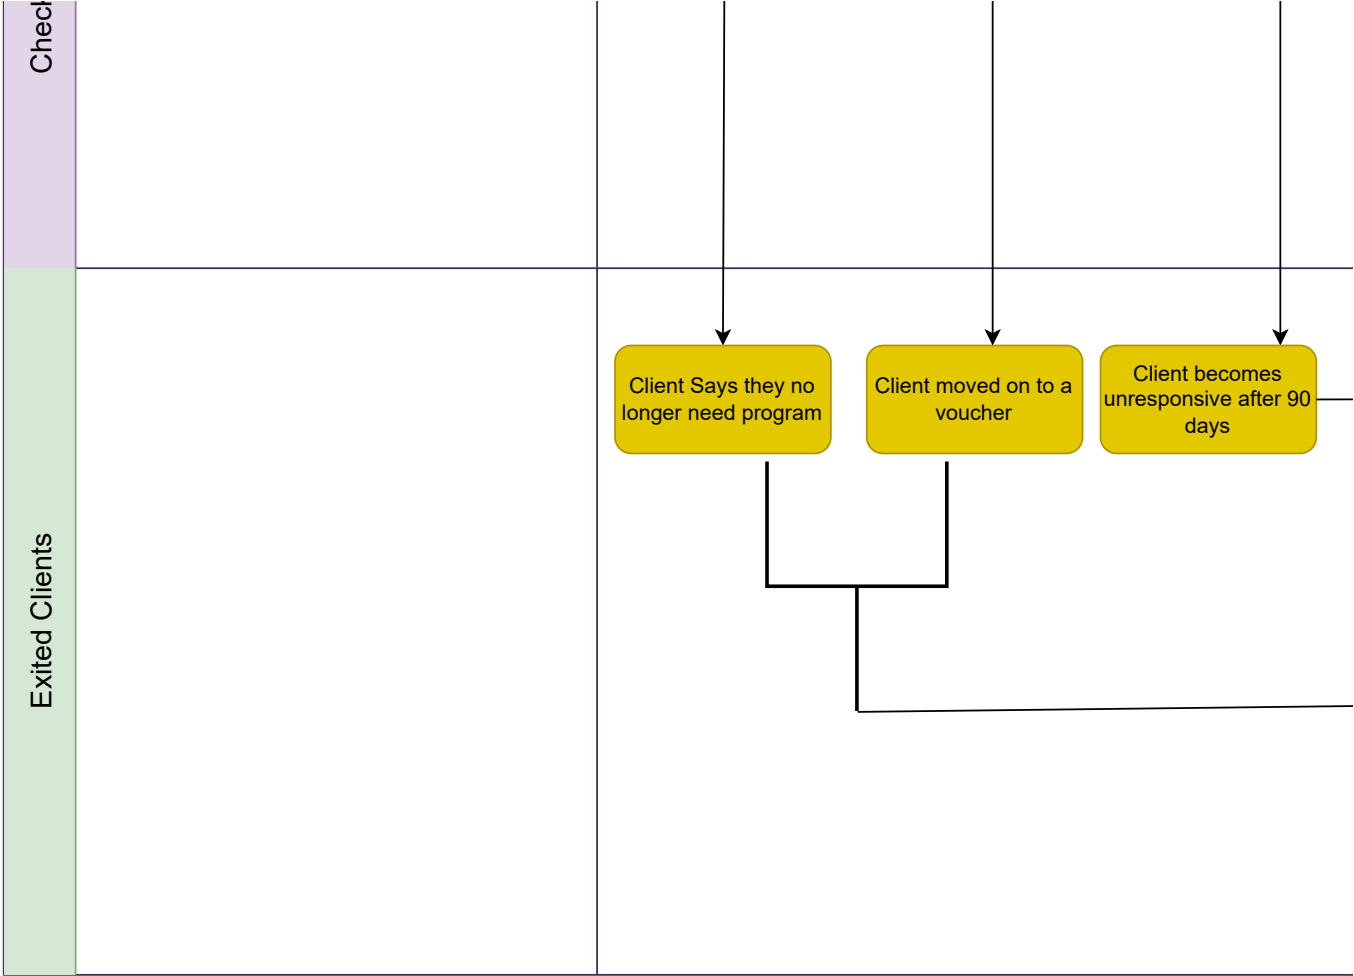 Chec
Client Says they no
longer need program
Client moved on to a
voucher
Client becomes
unresponsive after 90
days
Exited Clients